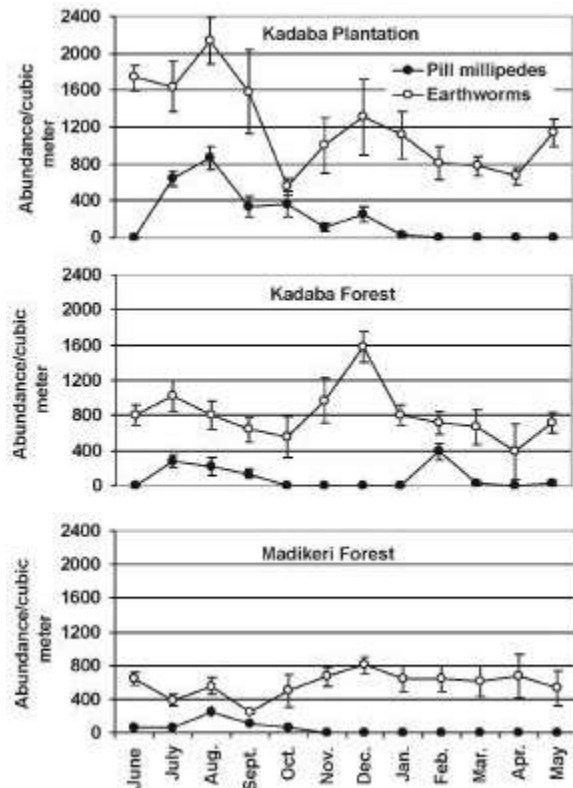 Kadaba Plantation
Pill millipedes
Earthworms
Abundance/cubic
meter
2400
2000
1600
1200
800
400
0
Kadaba Forest
Abundance/cubic
meter
2400
2000
1600
1200
800
400
0
Madikeri Forest
Abundance/cubic
meter
2400
2000
1600
1200
800
400
0
June
July
Aug.
Sept.
Oct.
Nov.
Dec.
Jan.
Feb.
Mar.
Apr.
May